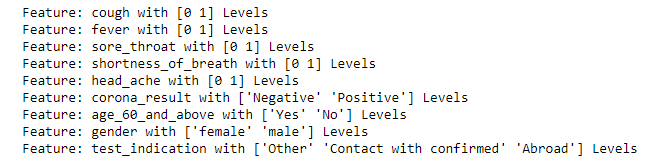 Feature: cough with [0 1] Levels
Feature: fever with [0 1] Levels
Feature: sore_throat with [0 1] Levels
Feature: shortness_of_breath with [0 1] Levels
Feature: head_ache with [0 1] Levels
Feature: corona_result with ['Negative' 'Positive'] Levels
Feature: age_60_and_above with ['Yes' 'No'] Levels
Feature: gender with ['female' 'male'] Levels
Feature: test_indication with ['Other' 'Contact with confirmed' 'Abroad'] Levels